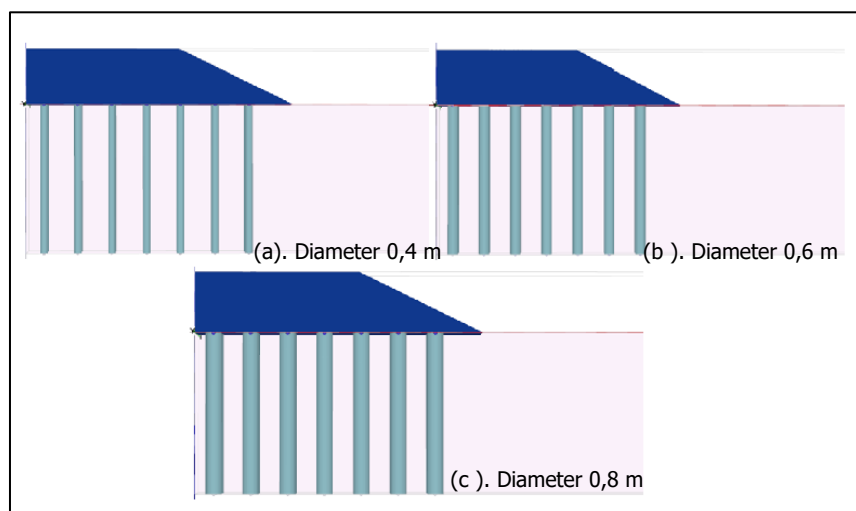 (a). Diameter 0,4 m
(b ). Diameter 0,6 m
(c ). Diameter 0,8 m